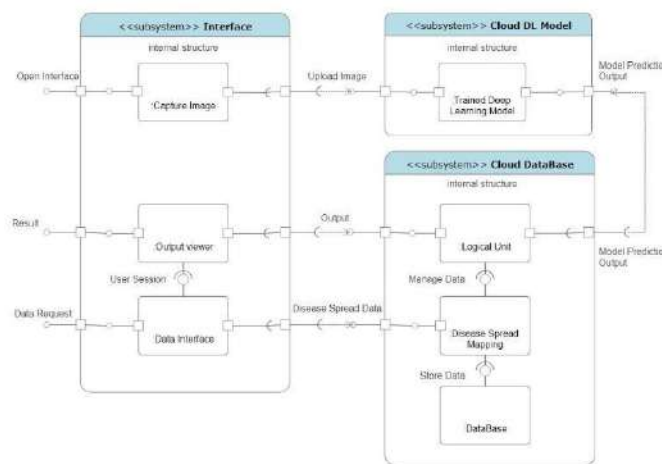 <<subsystem>> Interface
internal structure
Open Interface
:Capture Image
Upload Image
<<subsystem>> Cloud DL Model
internal structure
Trained Deep
Learning Model
Model Predictio
Output
<<subsystem>> Cloud DataBase
internal structure
Result
Output viewer
Output
Logical Unit
Model Predictio
Output
User Session
Manage Data
Data Request
Data Interface
Disease Spread Data
Disease Spread
Mapping
Store Data
DataBase